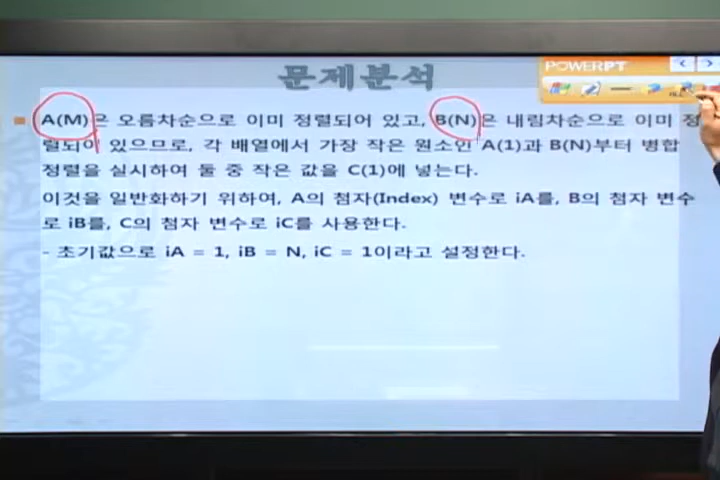 문제분석
POWERPT
A(M)은 오름차순으로 이미 정렬되어 있고, B(N)은 내림차순으로 이미 정
렬되어 있으므로, 각 배열에서 가장 작은 원소인 A(1)과 B(N)부터 병합
정렬을 실시하여 둘 중 작은 값을 C(1)에 넣는다.
이것을 일반화하기 위하여, A의 첨자(Index) 변수로 iA를, B의 첨자 변수
로 iB를, C의 첨자 변수로 iC를 사용한다.
- 초기값으로 iA = 1, iB = N, iC = 1이라고 설정한다.